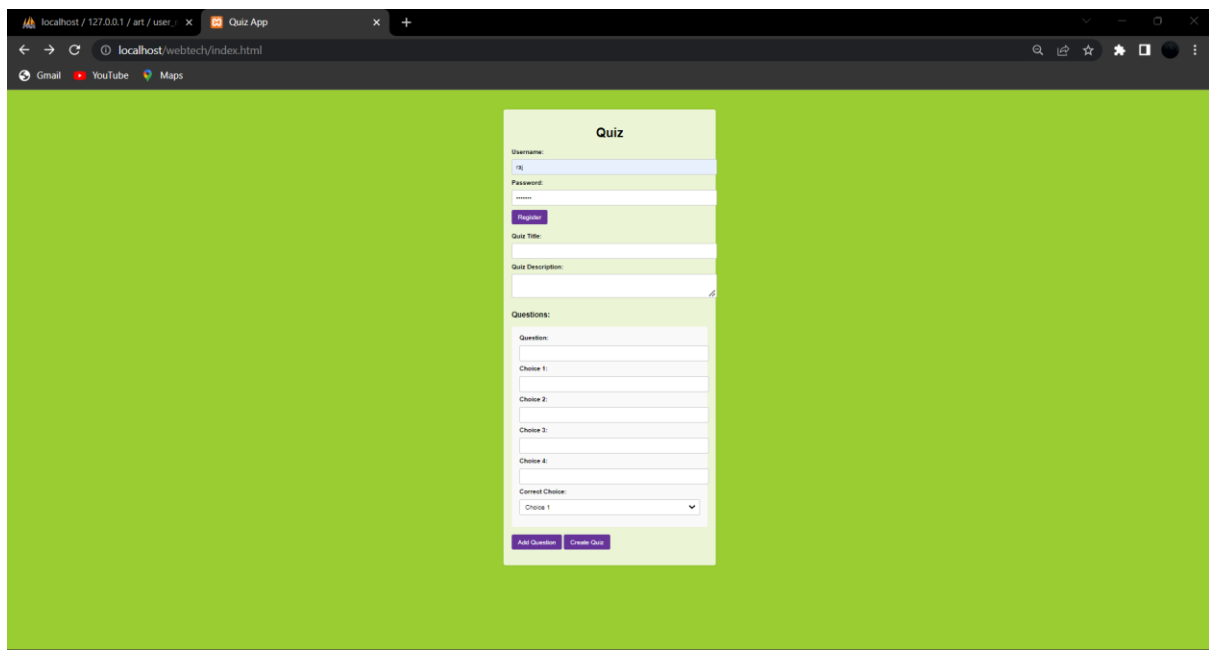 localhost / 127.0.0.1 / art / user_
Quiz App
localhost/webtech/index.html
Gmail YouTube Maps
Quiz
Username:
raj
Password:
Register
Quiz Title:
Quiz Description:
Questions:
Question:
Choice 1:
Choice 2:
Choice 3:
Choice 4:
Correct Choice:
Choice 1
Add Question Create Quiz